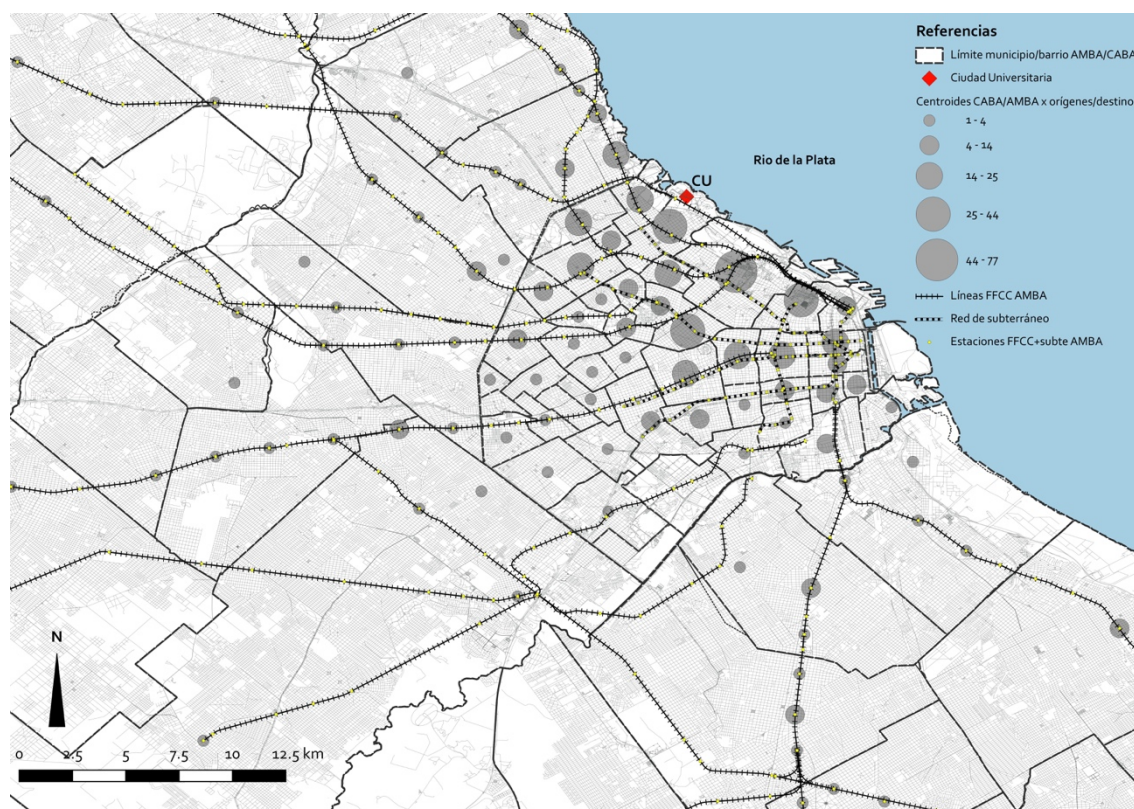 Referencias
Límite municipio/barrio AMBA/CABA
Ciudad Universitaria
Centroides CABA/AMBA x orígenes/destino
1 - 4
4 - 14
14 - 25
25 - 44
44 - 77
Líneas FFCC AMBA
Red de subterráneo
Estaciones FFCC+subte AMBA
Rio de la Plata
CU
N
0 2.5 5 7.5 10 12.5 km